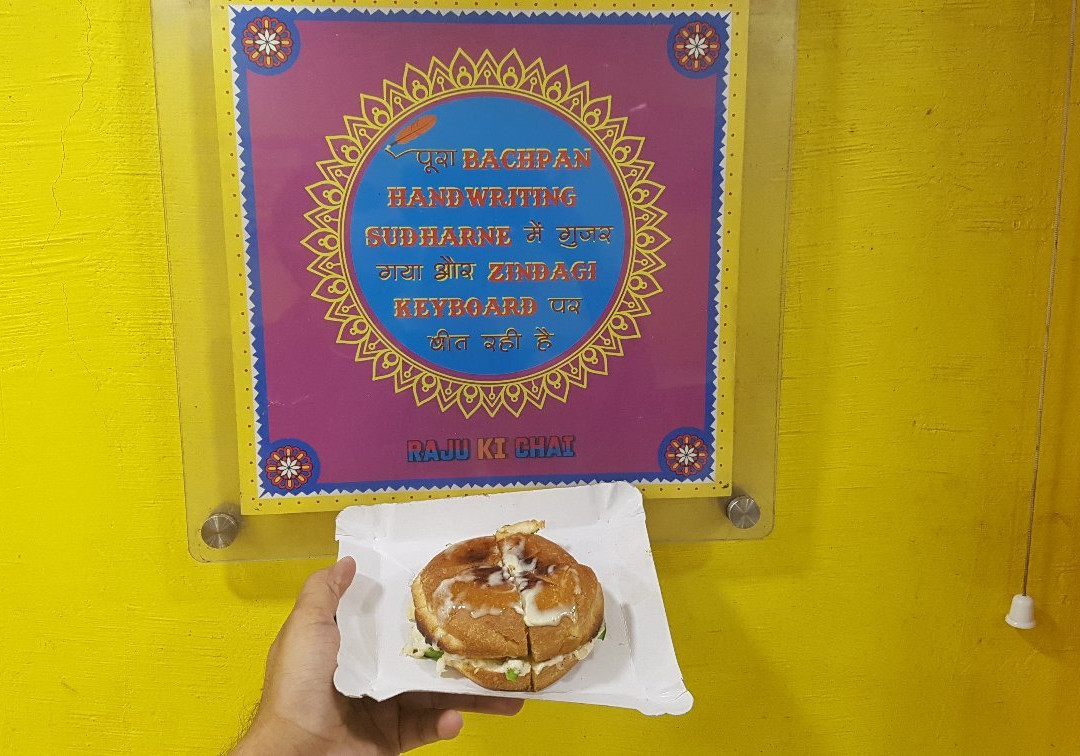 पूरा BACHPAN
HANDWRITING
SUDHARNE में गुजर
गया और ZINDAGI
KEYBOARD पर
बीत रही है
RAJU KI CHAI